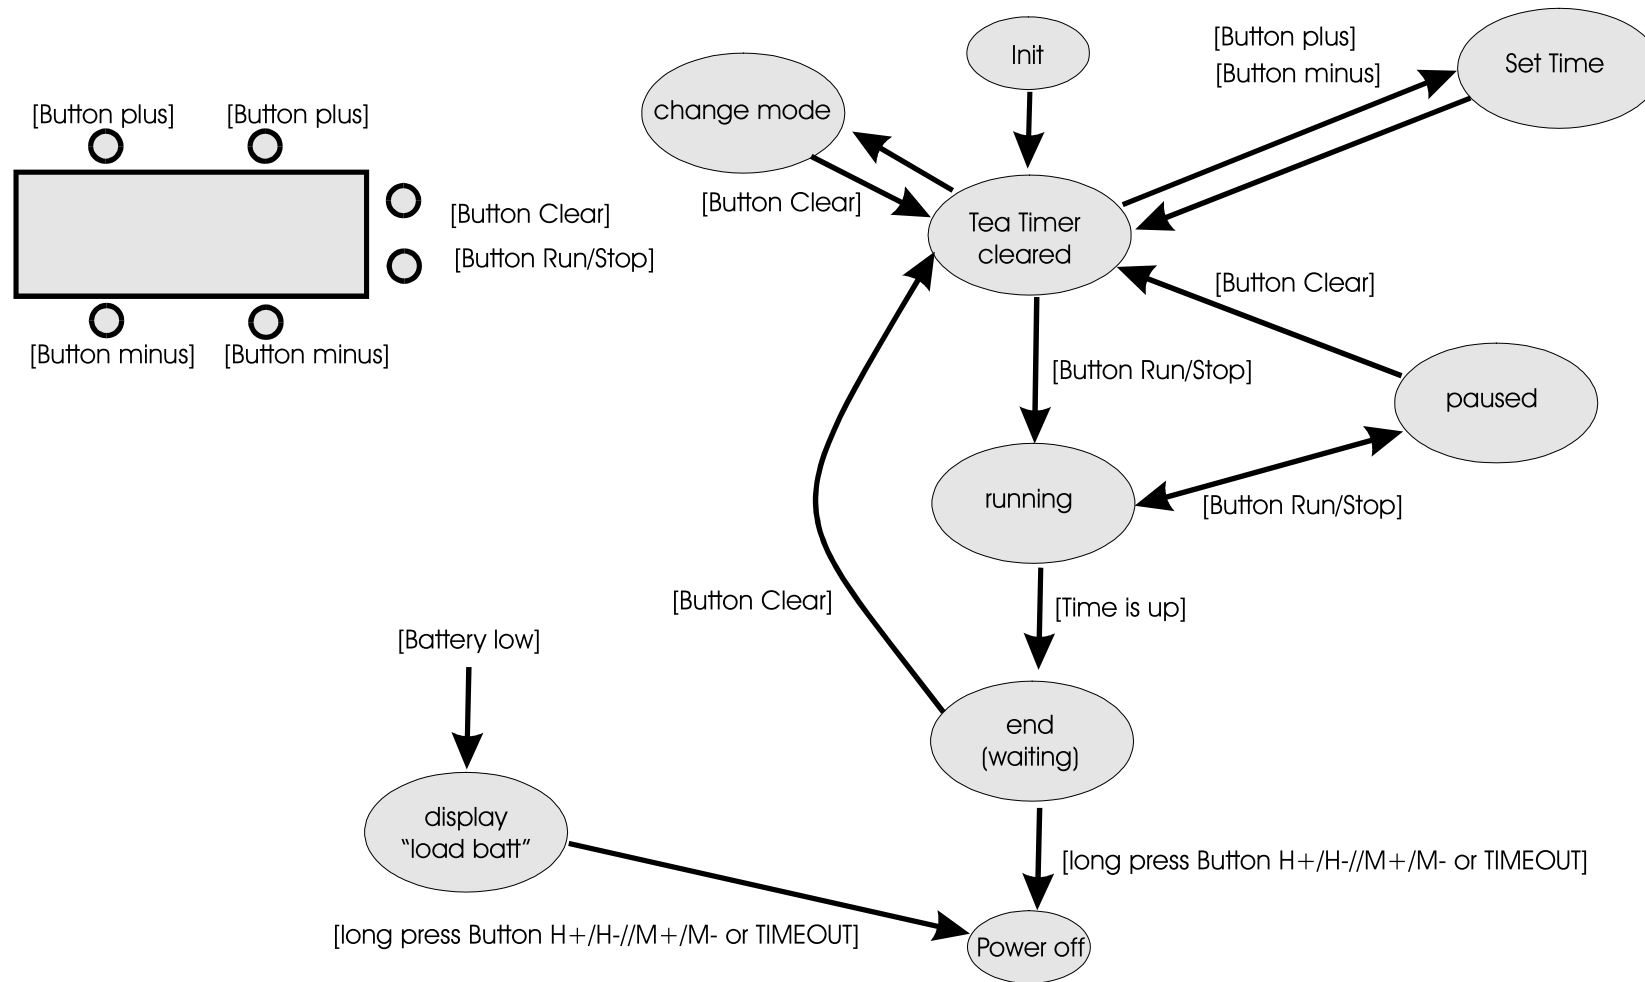 [Button plus]
[Button plus]
[Button Clear]
[Button Run/Stop]
[Button minus]
[Button minus]
Init
[Button plus]
[Button minus]
Set Time
change mode
[Button Clear]
Tea Timer
cleared
[Button Clear]
[Button Run/Stop]
paused
running
[Button Run/Stop]
[Button Clear]
[Time is up]
[Battery low]
end
(waiting)
display
“load batt”
[long press Button H+/H-//M+/M- or TIMEOUT]
[long press Button H+/H-//M+/M- or TIMEOUT]
Power off